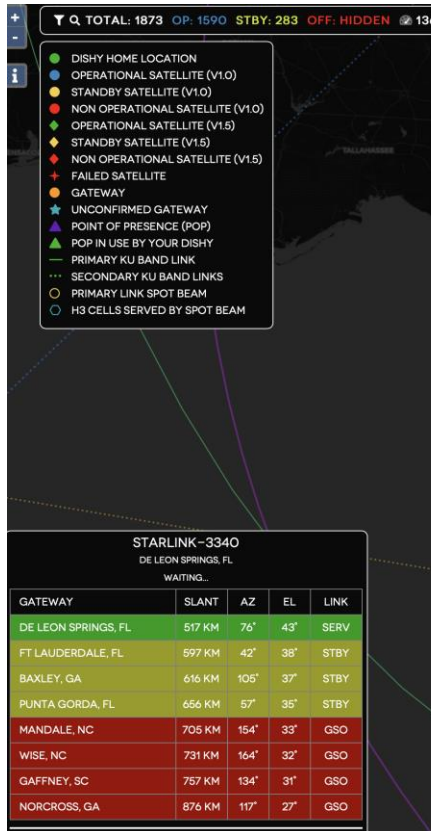 +
TOTAL: 1873 OP: 1590 STBY: 283 OFF: HIDDEN
-
i
DISHY HOME LOCATION
OPERATIONAL SATELLITE (V1.0)
STANDBY SATELLITE (V1.0)
NON OPERATIONAL SATELLITE (V1.0)
OPERATIONAL SATELLITE (V1.5)
STANDBY SATELLITE (V1.5)
NON OPERATIONAL SATELLITE (V1.5)
FAILED SATELLITE
GATEWAY
UNCONFIRMED GATEWAY
POINT OF PRESENCE (POP)
POP IN USE BY YOUR DISHY
PRIMARY KU BAND LINK
SECONDARY KU BAND LINKS
PRIMARY LINK SPOT BEAM
H3 CELLS SERVED BY SPOT BEAM
TALLAHASSEE
STARLINK-3340
DE LEON SPRINGS, FL
WAITING...
GATEWAY SLANT AZ EL LINK
DE LEON SPRINGS, FL 517 KM 76° 43° SERV
FT LAUDERDALE, FL 597 KM 42° 38° STBY
BAXLEY, GA 616 KM 105° 37° STBY
PUNTA GORDA, FL 656 KM 57° 35° STBY
MANDALE, NC 705 KM 154° 33° GSO
WISE, NC 731 KM 164° 32° GSO
GAFFNEY, SC 757 KM 134° 31° GSO
NORCROSS, GA 876 KM 117° 27° GSO